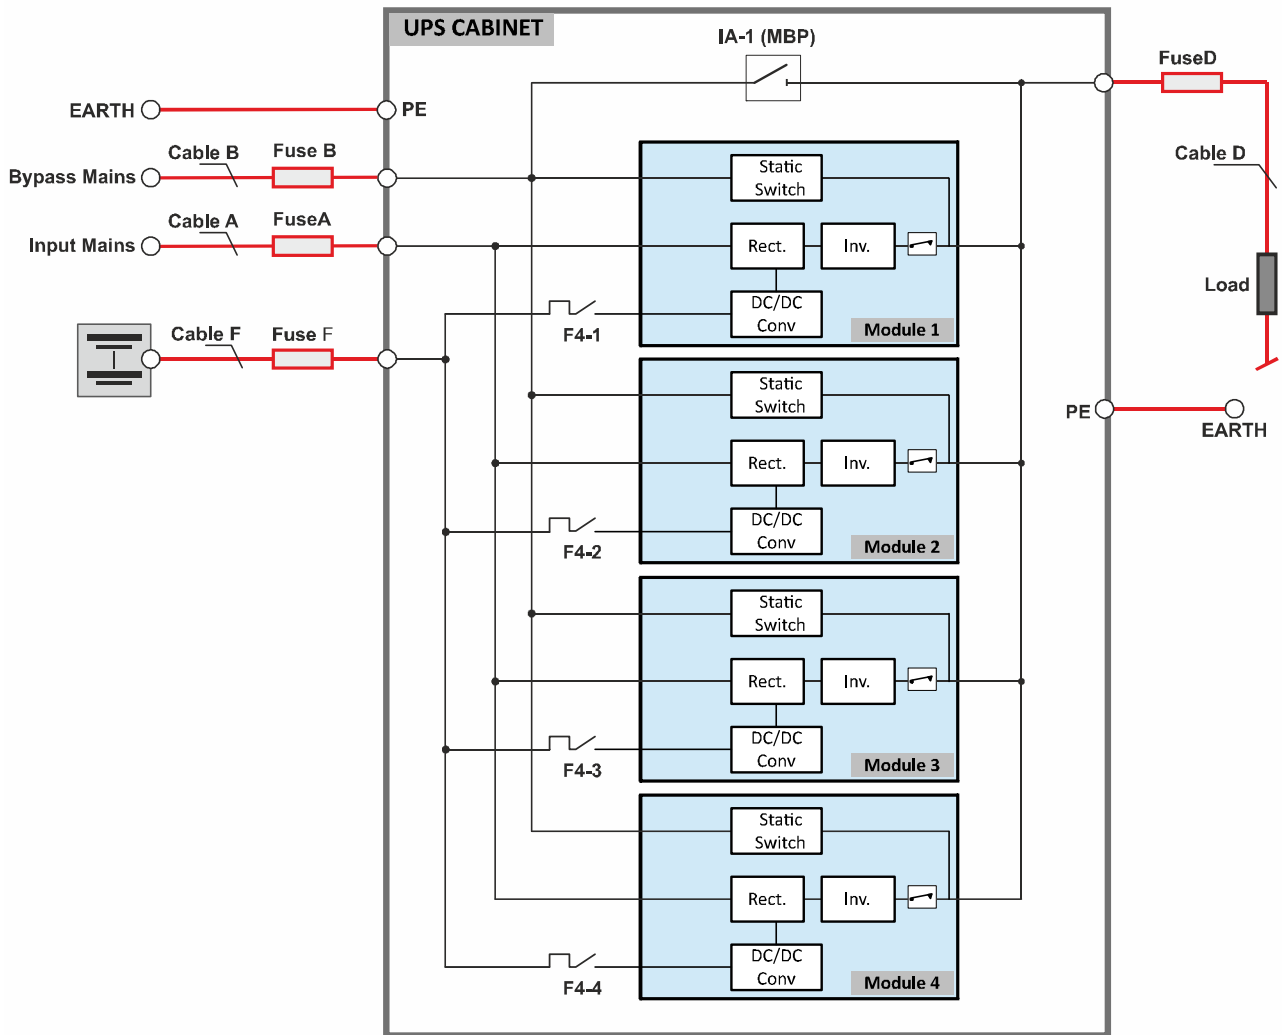 UPS CABINET
IA-1 (MBP)
FuseD
EARTH
PE
Cable B
Fuse B
Bypass Mains
Cable D
Cable A
FuseA
Input Mains
Static
Switch
Rect.
Inv.
DC/DC
Conv
Module 1
F4-1
Load
Cable F
Fuse F
PE
EARTH
Static
Switch
Rect.
Inv.
DC/DC
Conv
Module 2
F4-2
Static
Switch
Rect.
Inv.
DC/DC
Conv
Module 3
F4-3
Static
Switch
Rect.
Inv.
DC/DC
Conv
Module 4
F4-4